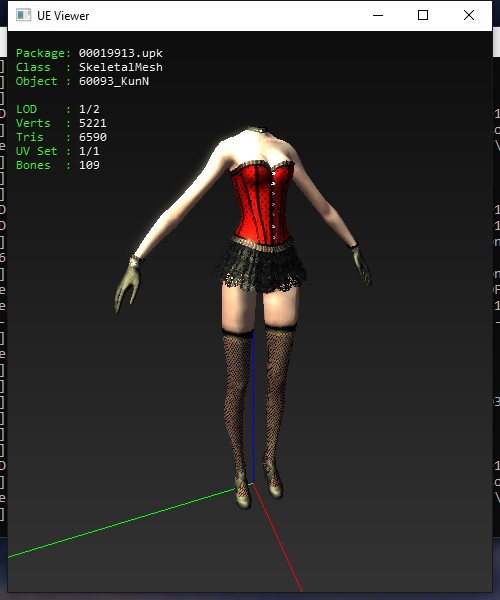 UE Viewer
Package: 00019913.upk
Class  : SkeletalMesh
Object : 60093_KunN
LOD    : 1/2
Verts  : 5221
Tris   : 6590
UV Set : 1/1
Bones  : 109